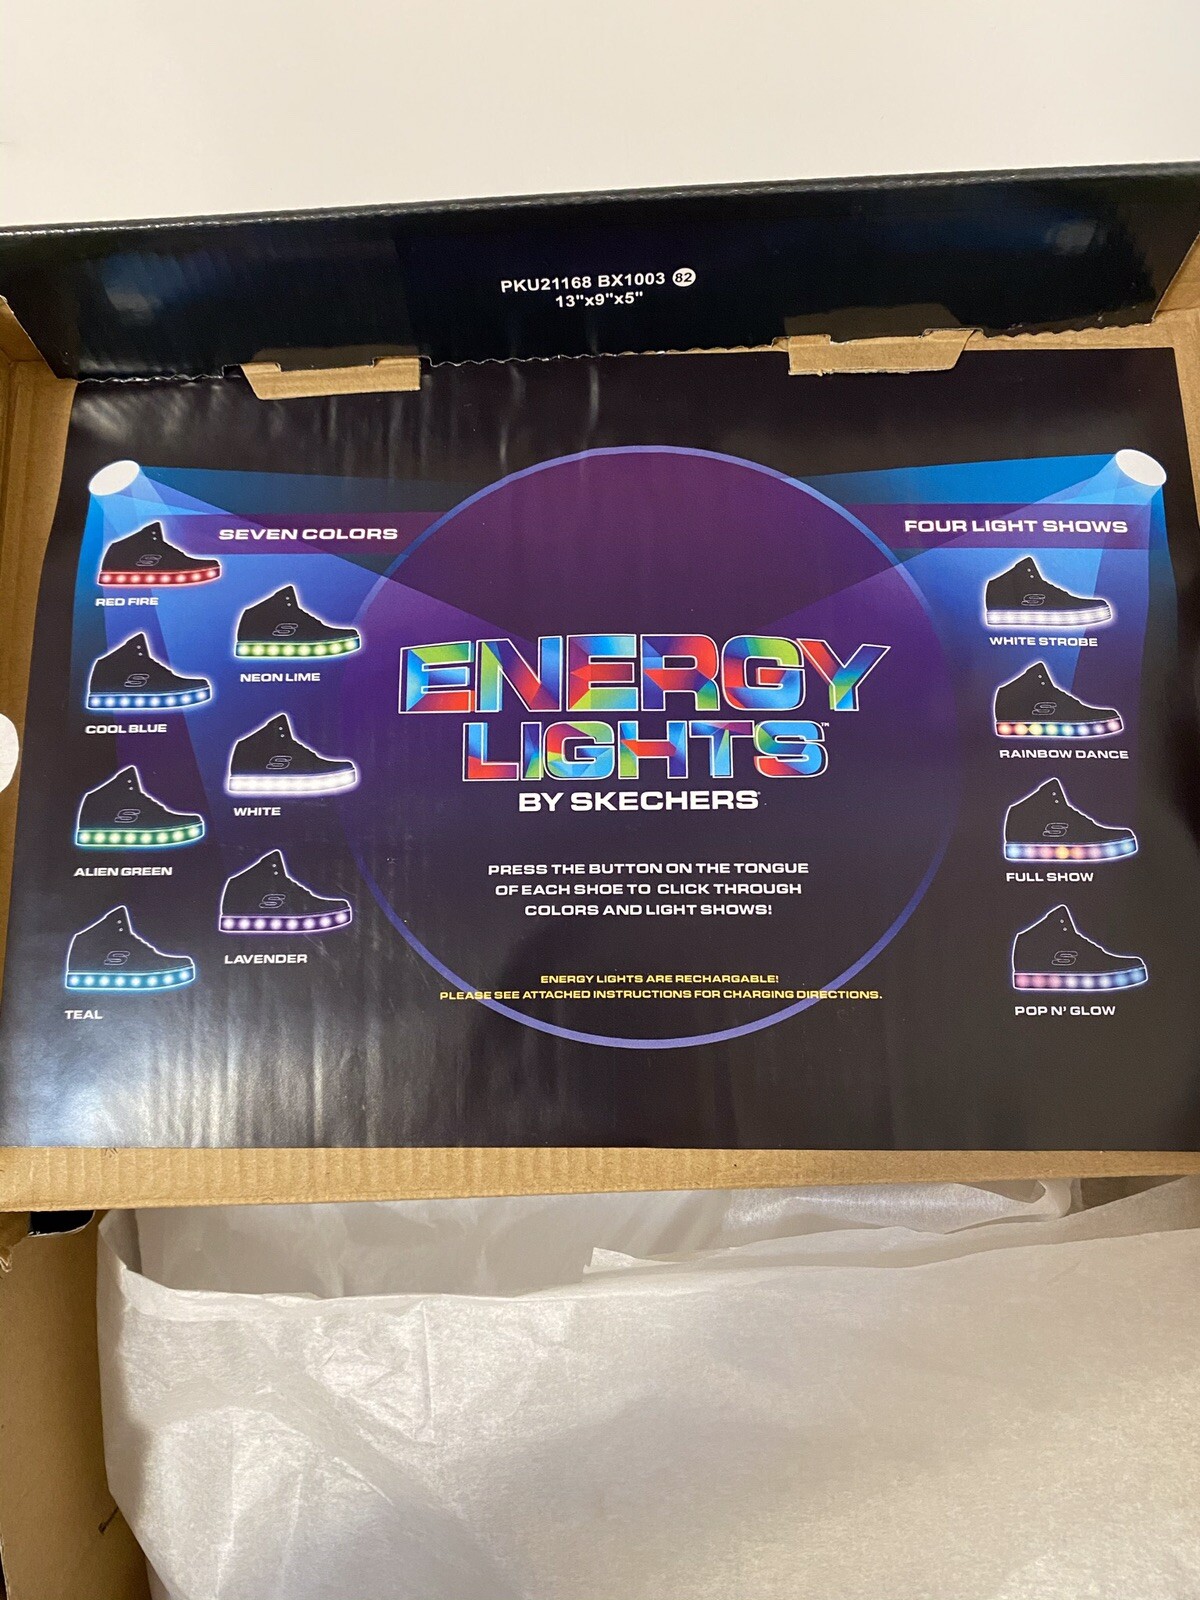 PKU21168 BX1003 82
13"x9"x5"
SEVEN COLORS
RED FIRE
NEON LIME
COOL BLUE
WHITE
ALIEN GREEN
LAVENDER
TEAL
ENERGY
LIGHTS™
BY SKECHERS
PRESS THE BUTTON ON THE TONGUE
OF EACH SHOE TO CLICK THROUGH
COLORS AND LIGHT SHOWS!
ENERGY LIGHTS ARE RECHARGABLE!
PLEASE SEE ATTACHED INSTRUCTIONS FOR CHARGING DIRECTIONS.
FOUR LIGHT SHOWS
WHITE STROBE
RAINBOW DANCE
FULL SHOW
POP N' GLOW